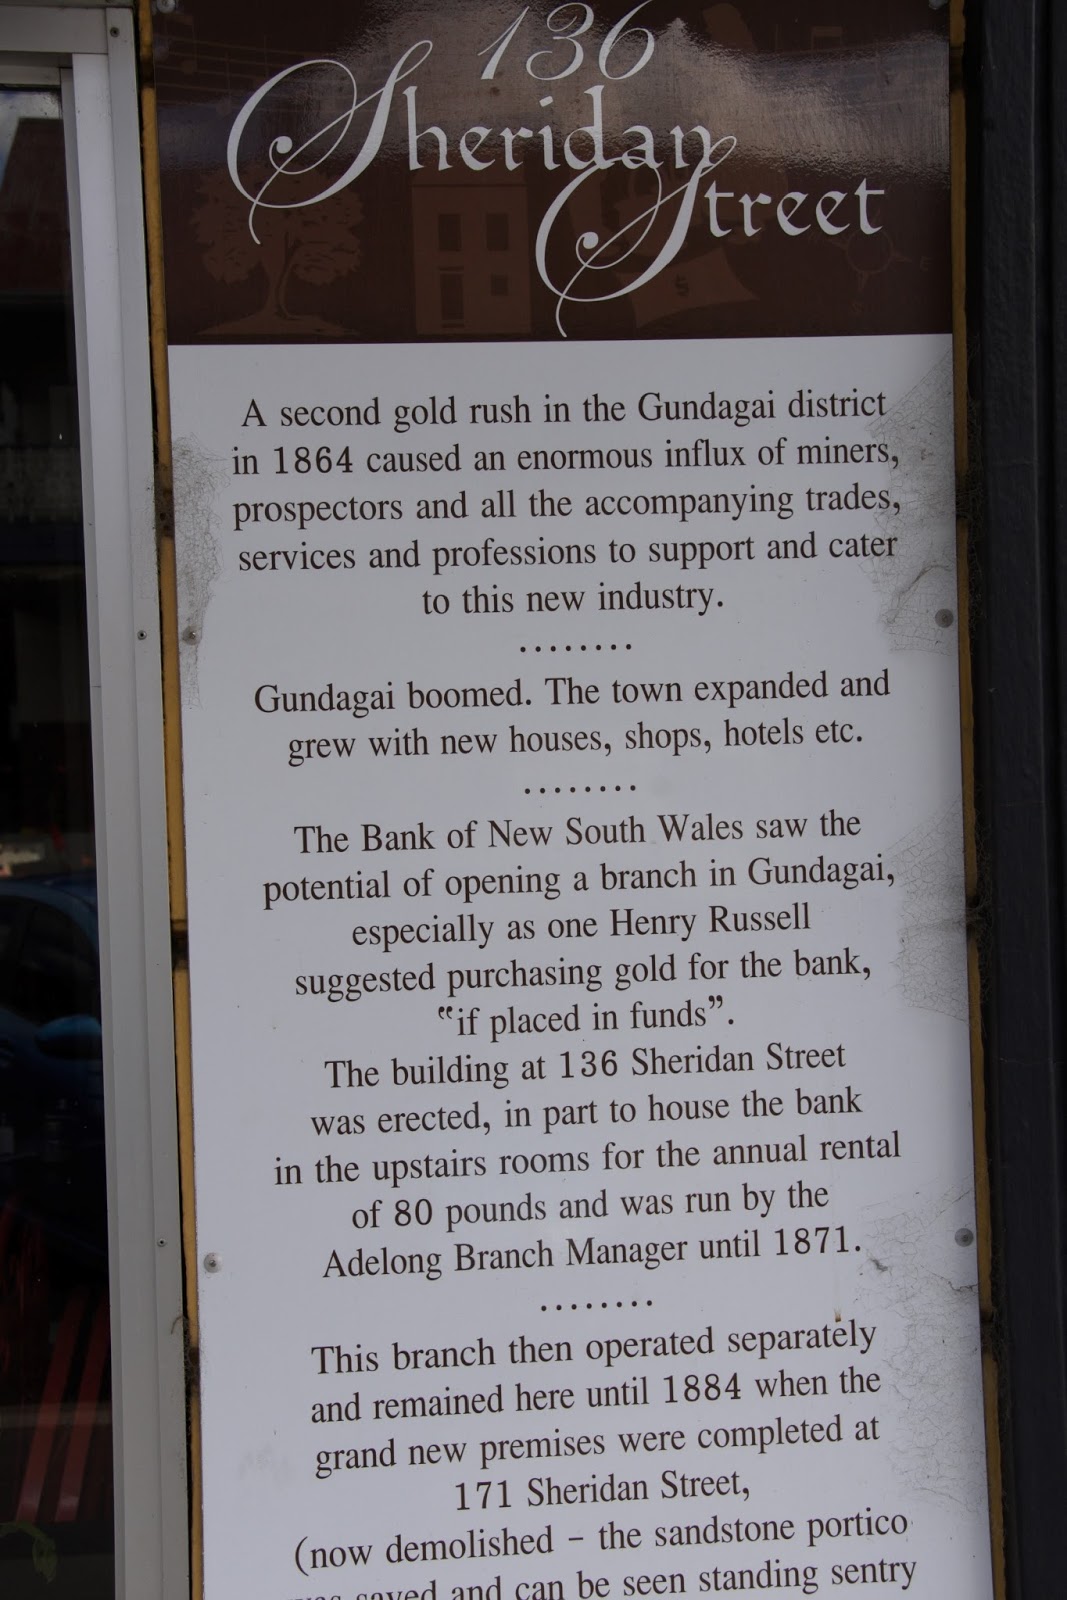 136
Sheridan
Street
A second gold rush in the Gundagai district
in 1864 caused an enormous influx of miners,
prospectors and all the accompanying trades,
services and professions to support and cater
to this new industry.
........
Gundagai boomed. The town expanded and
grew with new houses, shops, hotels etc.
........
The Bank of New South Wales saw the
potential of opening a branch in Gundagai,
especially as one Henry Russell
suggested purchasing gold for the bank,
“if placed in funds”.
The building at 136 Sheridan Street
was erected, in part to house the bank
in the upstairs rooms for the annual rental
of 80 pounds and was run by the
Adelong Branch Manager until 1871.
........
This branch then operated separately
and remained here until 1884 when the
grand new premises were completed at
171 Sheridan Street,
(now demolished – the sandstone portico
was saved and can be seen standing sentry